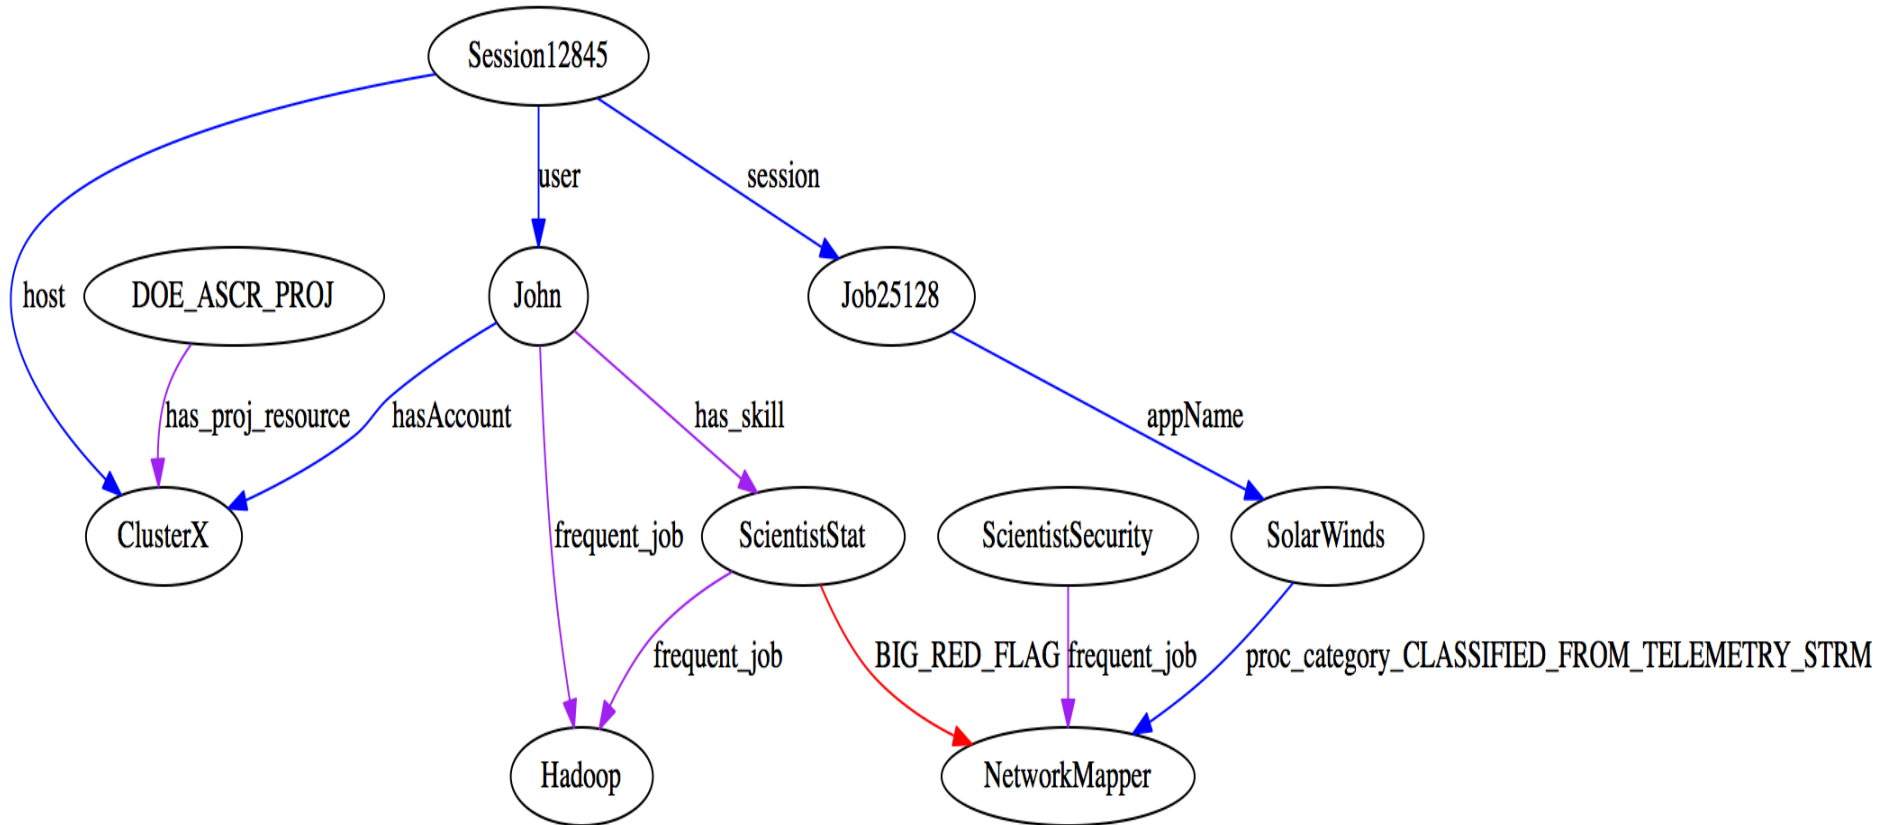 Session12845
user
session
host
DOE_ASCR_PROJ
John
Job25128
has_proj_resource
hasAccount
has_skill
appName
ClusterX
frequent_job
ScientistStat
ScientistSecurity
SolarWinds
frequent_job
BIG_RED_FLAG
frequent_job
proc_category_CLASSIFIED_FROM_TELEMETRY_STRM
Hadoop
NetworkMapper